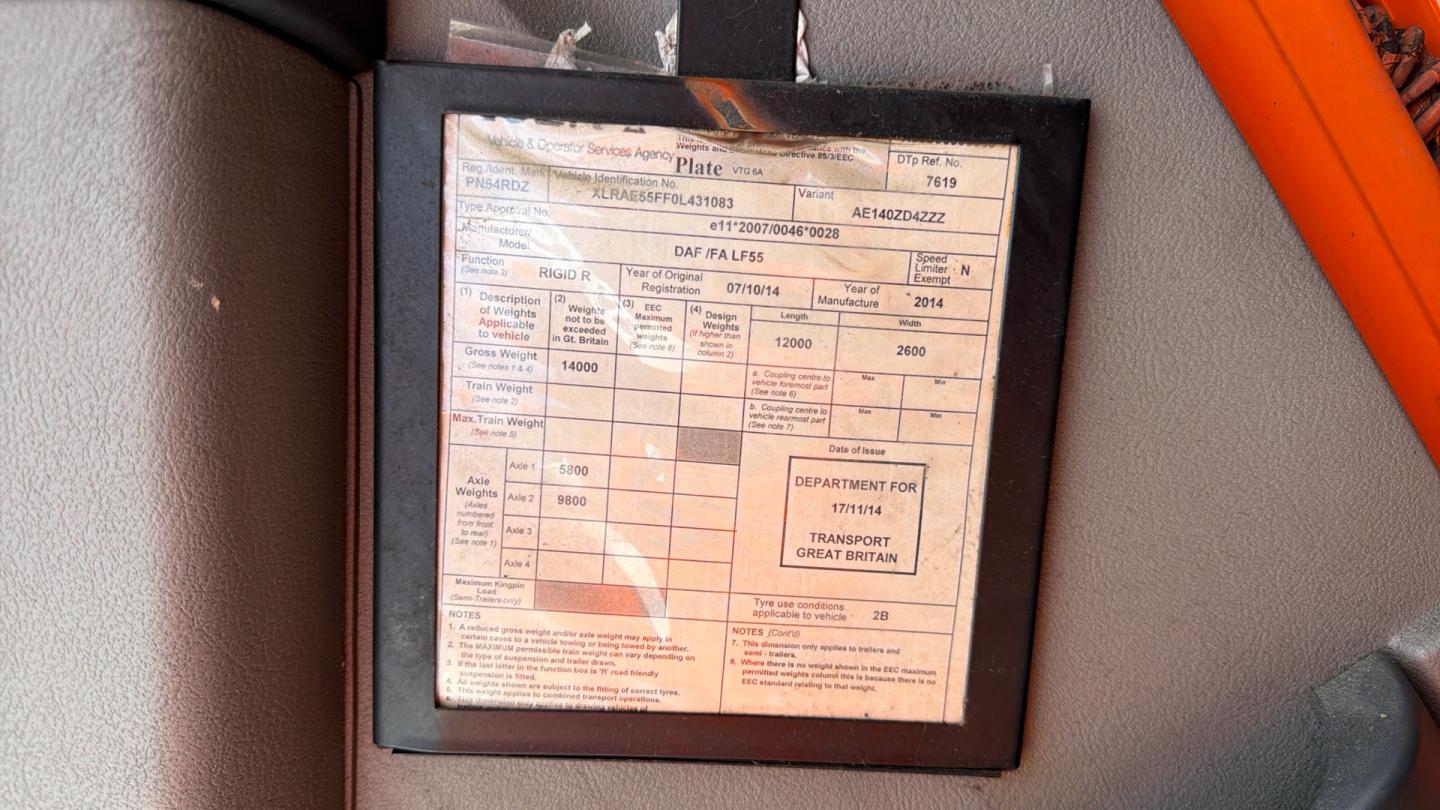 Vehicle & Operator Services Agency
Weights and Directive 85/3/EEC
Plate VTG 6A
DTp Ref. No.
7619
Reg./Ident. Mark
PN64RDZ
Vehicle Identification No.
XLRAE55FF0L431083
Variant
AE140ZD4ZZZ
Type Approval No.
e11*2007/0046*0028
Manufacturer/
Model
DAF /FA LF55
Speed
Limiter
Exempt
N
Function
(See note 3)
RIGID R
Year of Original
Registration
07/10/14
Year of
Manufacture
2014
(1) Description
of Weights
Applicable
to vehicle
(2) Weights
not to be
exceeded
in Gt. Britain
(3) EEC
Maximum
permitted
weights
(See note 8)
(4) Design
Weights
(if higher than
shown in
column 2)
Length
12000
Width
2600
Gross Weight
(See notes 1 & 4)
14000
a. Coupling centre to
vehicle foremost part
(See note 6)
Max
Min
Train Weight
(See note 2)
b. Coupling centre to
vehicle rearmost part
(See note 7)
Max
Min
Max.Train Weight
(See note 5)
Date of Issue
DEPARTMENT FOR
17/11/14
TRANSPORT
GREAT BRITAIN
Axle
Weights
(Axles
numbered
from front
to rear)
(See note 1)
Axle 1
5800
Axle 2
9800
Axle 3
Axle 4
Maximum Kingpin
Load
(Semi-Trailers only)
Tyre use conditions
applicable to vehicle
2B
NOTES
1. A reduced gross weight and/or axle weight may apply in
certain cases to a vehicle towing or being towed by another.
2. The MAXIMUM permissible train weight can vary depending on
the type of suspension and trailer drawn.
3. If the last letter in the function box is 'R' road friendly
suspension is fitted.
4. All weights shown are subject to the fitting of correct tyres.
5. This weight applies to combined transport operations.
6. This dimension only applies to drawing vehicles of
NOTES (Cont'd)
7. This dimension only applies to trailers and
semi - trailers.
8. Where there is no weight shown in the EEC maximum
permitted weights column this is because there is no
EEC standard relating to that weight.